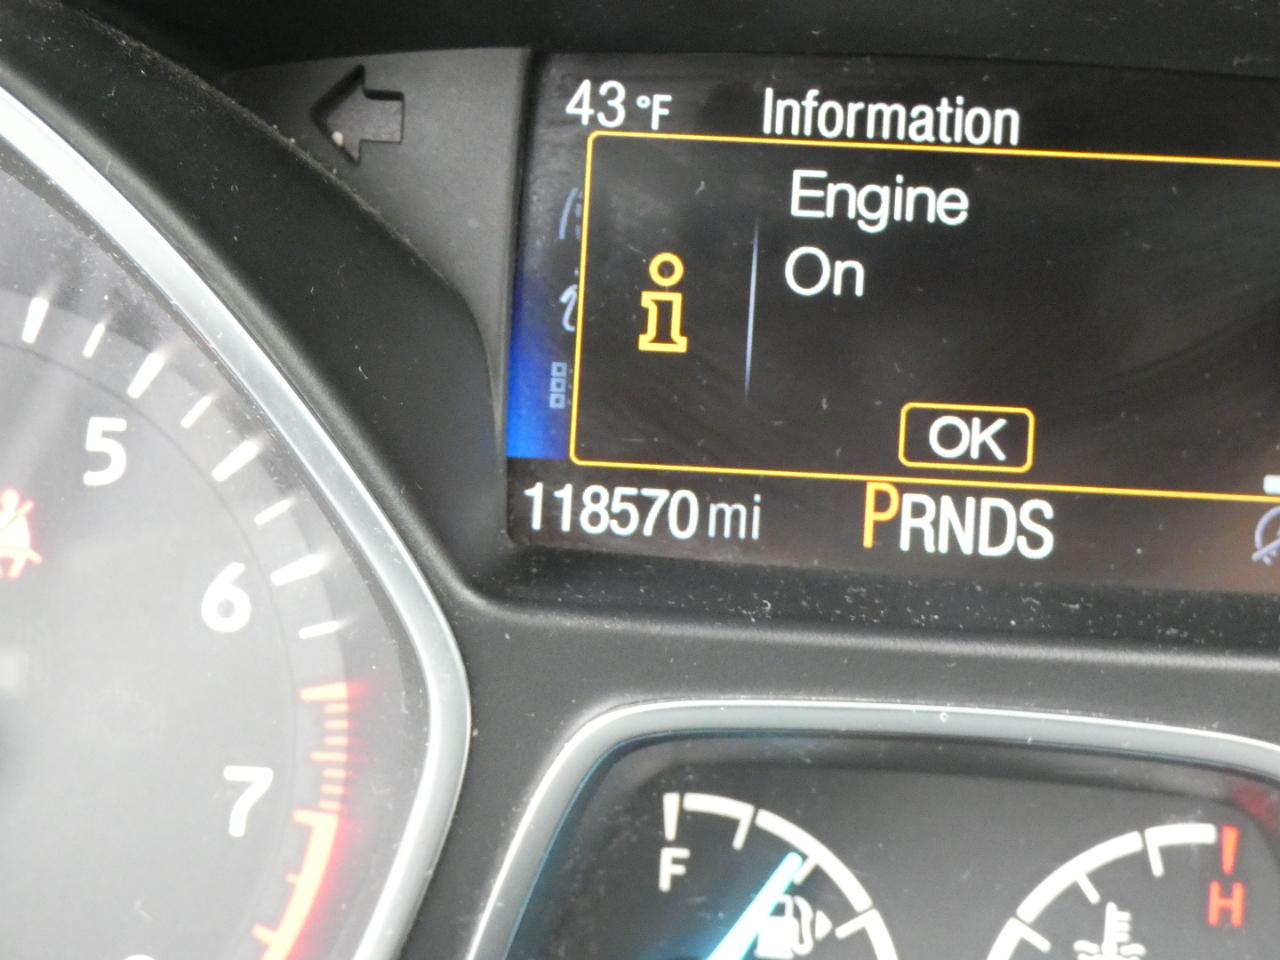 43 °F Information
Engine
On
OK
118570 mi PRNDS
5
6
7
F
H